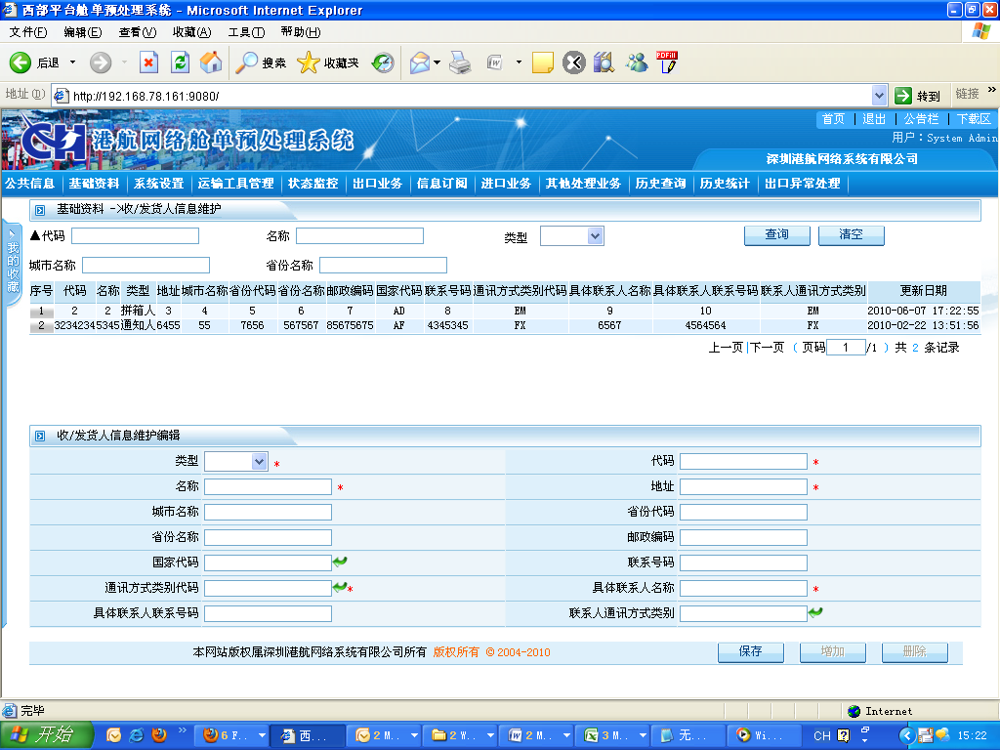 西部平台舱单预处理系统 - Microsoft Internet Explorer
文件(F) 编辑(E) 查看(V) 收藏(A) 工具(T) 帮助(H)
后退 搜索 收藏夹
地址(D) http://192.168.78.161:9080/ 转到 链接 »
首页 | 退出 | 公告栏 | 下载区
CH 港航网络舱单预处理系统
用户：System Admin
深圳港航网络系统有限公司
公共信息 基础资料 系统设置 运输工具管理 状态监控 出口业务 信息订阅 进口业务 其他处理业务 历史查询 历史统计 出口异常处理
我的收藏
基础资料 ->收/发货人信息维护
▲代码 名称 类型 查询 清空
城市名称 省份名称
序号 代码 名称 类型 地址 城市名称 省份代码 省份名称 邮政编码 国家代码 联系号码 通讯方式类别代码 具体联系人名称 具体联系人联系号码 联系人通讯方式类别 更新日期
1 2 2 拼箱人 3 4 5 6 7 AD 8 EM 9 10 EM 2010-06-07 17:22:55
2 32342345345 通知人 6455 55 7656 567567 85675675 AF 4345345 FX 6567 4564564 FX 2010-02-22 13:51:56
上一页|下一页 ( 页码 1 /1 ) 共 2 条记录
收/发货人信息维护编辑
类型 * 代码 *
名称 * 地址 *
城市名称 省份代码
省份名称 邮政编码
国家代码 联系号码
通讯方式类别代码 * 具体联系人名称 *
具体联系人联系号码 联系人通讯方式类别
本网站版权属深圳港航网络系统有限公司所有 版权所有 © 2004-2010 保存 增加 删除
完毕 Internet
开始 » 6 F... 西... 2 M... 2 W... 2 M... 3 M... 无... Wi... CH 15:22